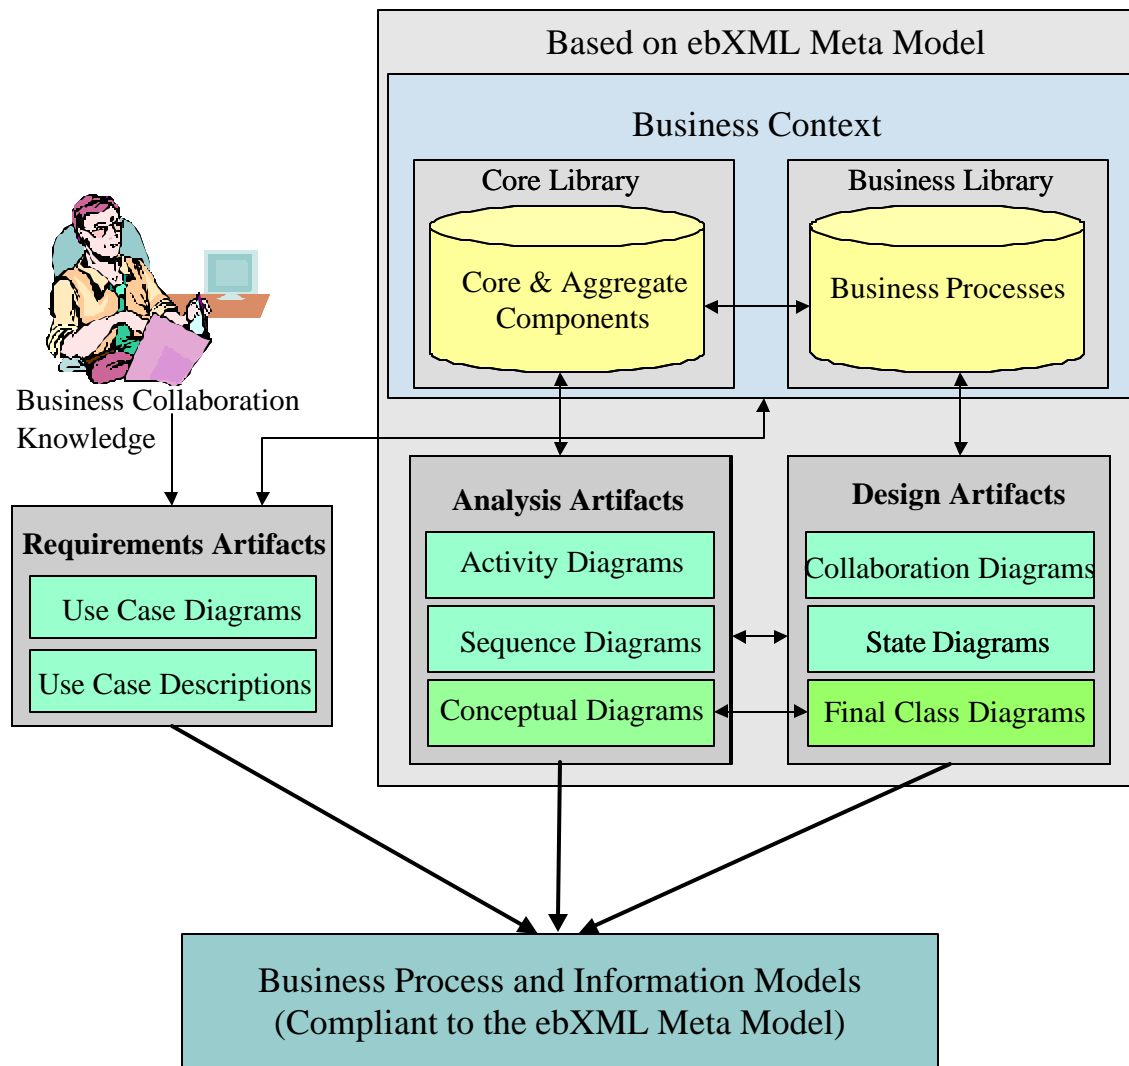 Based on ebXML Meta Model
Business Context
Core Library
Business Library
Core & Aggregate
Components
Business Processes
Business Collaboration
Knowledge
Requirements Artifacts
Use Case Diagrams
Use Case Descriptions
Analysis Artifacts
Activity Diagrams
Sequence Diagrams
Conceptual Diagrams
Design Artifacts
Collaboration Diagrams
State Diagrams
Final Class Diagrams
Business Process and Information Models
(Compliant to the ebXML Meta Model)